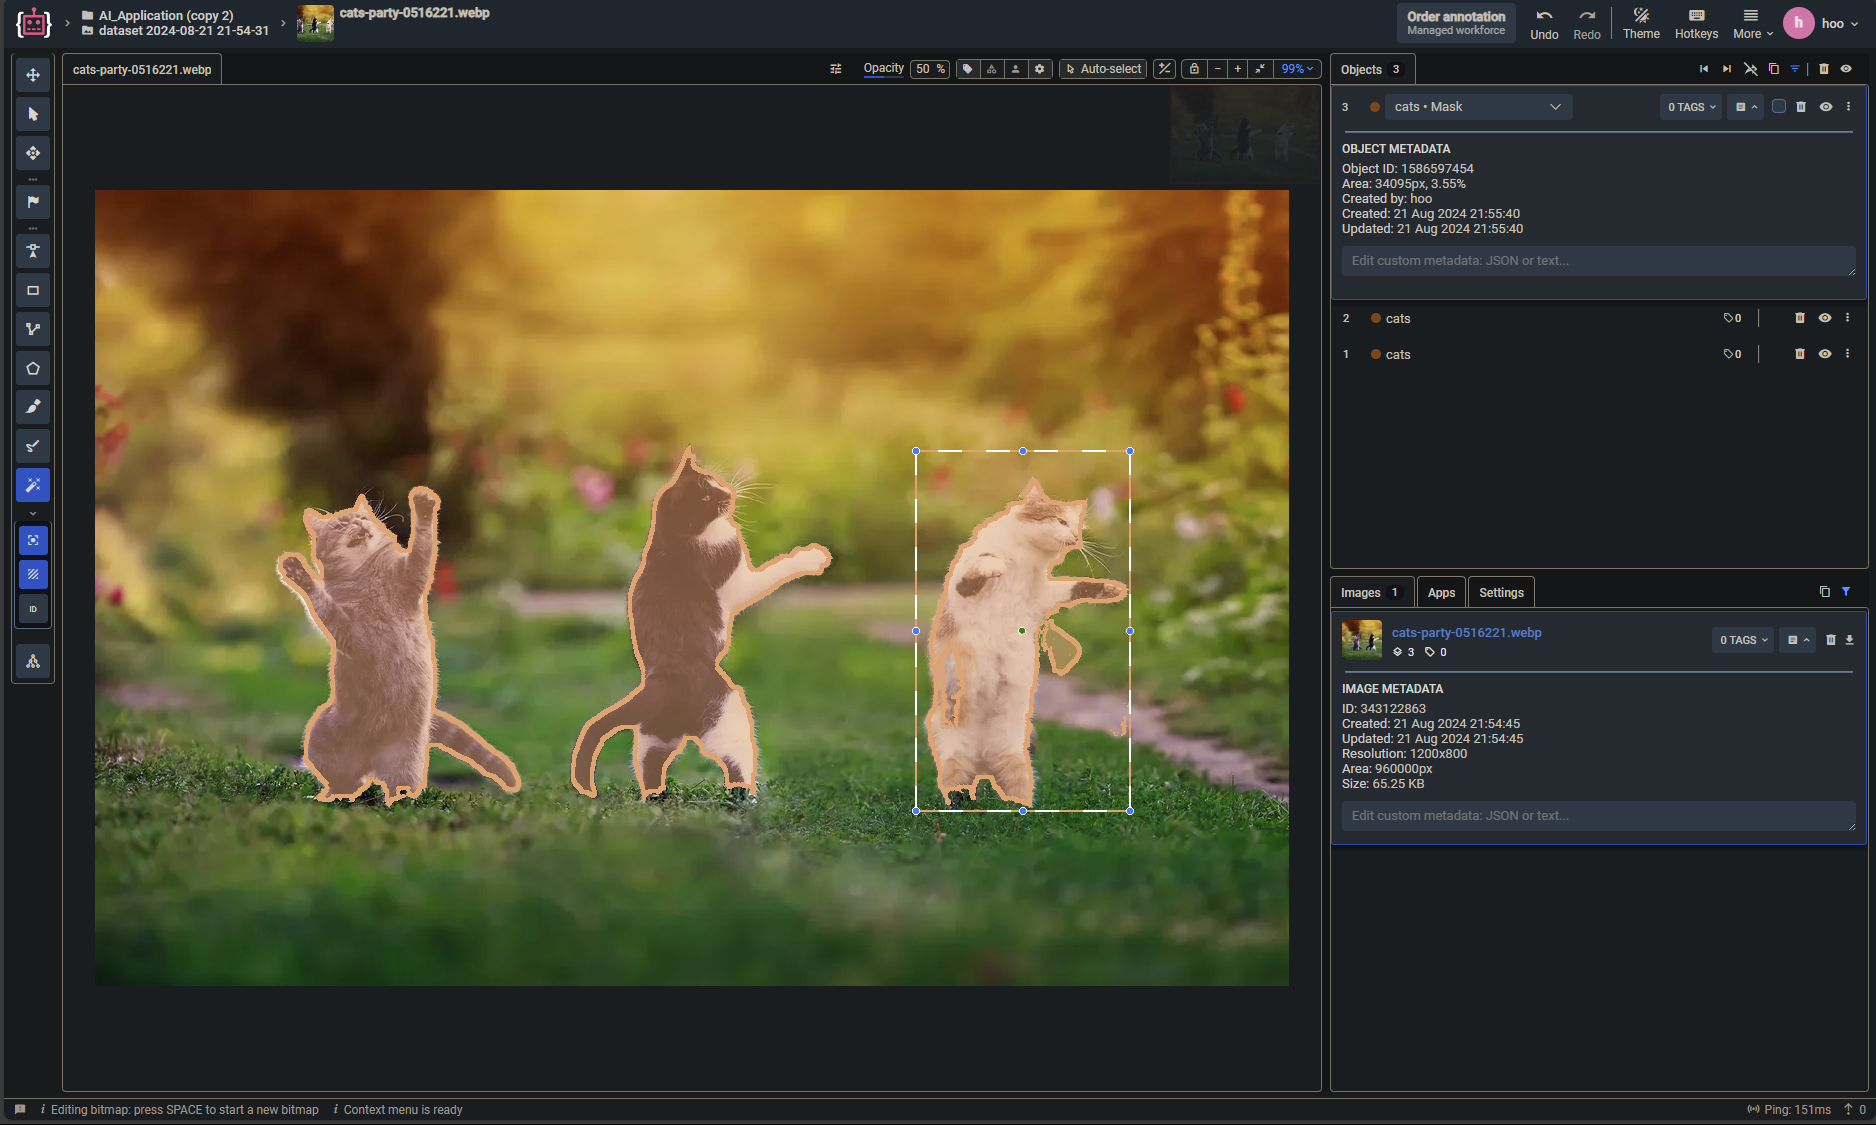 AI_Application (copy 2)
dataset 2024-08-21 21-54-31
cats-party-0516221.webp
Order annotation
Managed workforce
Undo
Redo
Theme
Hotkeys
More
h
hoo
cats-party-0516221.webp
Opacity
50 %
Auto-select
99%
ID
Objects 3
3
cats • Mask
0 TAGS
OBJECT METADATA
Object ID: 1586597454
Area: 34095px, 3.55%
Created by: hoo
Created: 21 Aug 2024 21:55:40
Updated: 21 Aug 2024 21:55:40
Edit custom metadata: JSON or text...
2 cats 0
1 cats 0
Images 1
Apps
Settings
cats-party-0516221.webp
3 0
0 TAGS
IMAGE METADATA
ID: 343122863
Created: 21 Aug 2024 21:54:45
Updated: 21 Aug 2024 21:54:45
Resolution: 1200x800
Area: 960000px
Size: 65.25 KB
Edit custom metadata: JSON or text...
i Editing bitmap: press SPACE to start a new bitmap
i Context menu is ready
Ping: 151ms
0